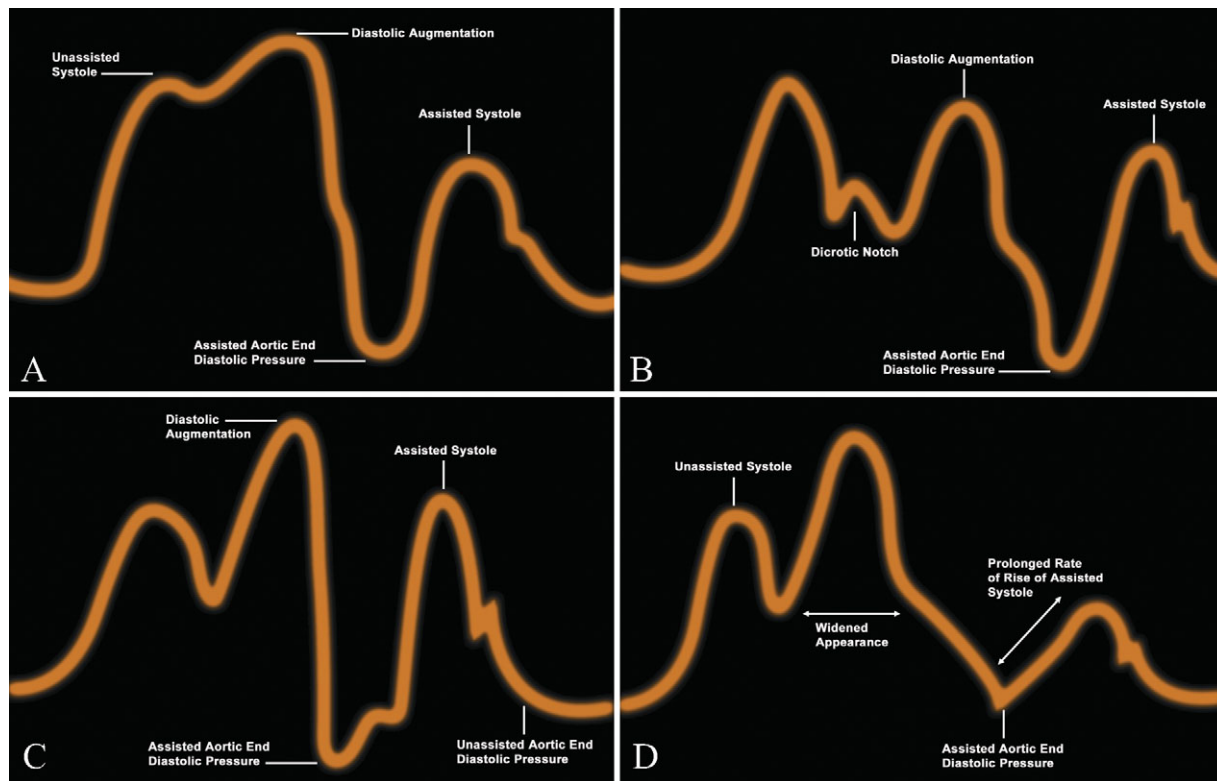 Diastolic Augmentation
Unassisted
Systole
Assisted Systole
Assisted Aortic End
Diastolic Pressure
A
Diastolic Augmentation
Assisted Systole
Dicrotic Notch
Assisted Aortic End
Diastolic Pressure
B
Diastolic
Augmentation
Assisted Systole
Assisted Aortic End
Diastolic Pressure
Unassisted Aortic End
Diastolic Pressure
C
Unassisted Systole
Prolonged Rate
of Rise of Assisted
Systole
Widened
Appearance
Assisted Aortic End
Diastolic Pressure
D